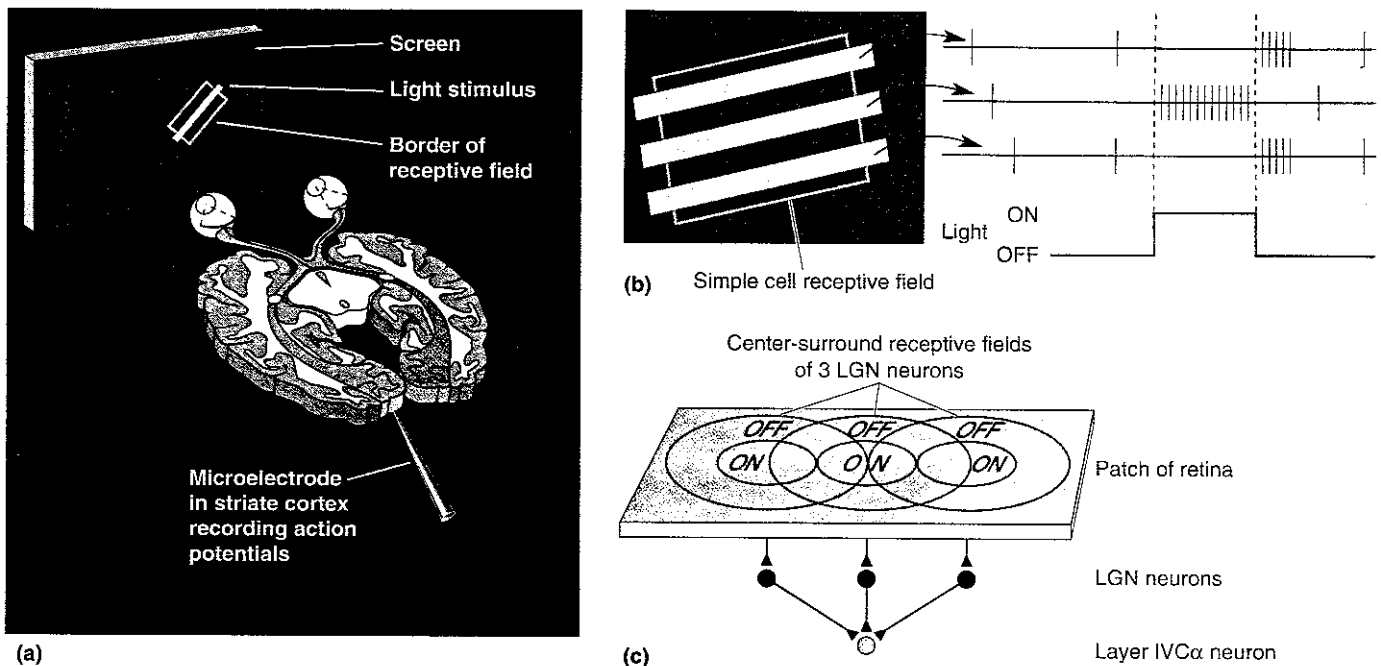 Screen
Light stimulus
Border of
receptive field
Microelectrode
in striate cortex
recording action
potentials
(a)
ON
Light
OFF
Simple cell receptive field
(b)
Center-surround receptive fields
of 3 LGN neurons
OFF OFF OFF
ON ON ON
Patch of retina
LGN neurons
Layer IVCα neuron
(c)